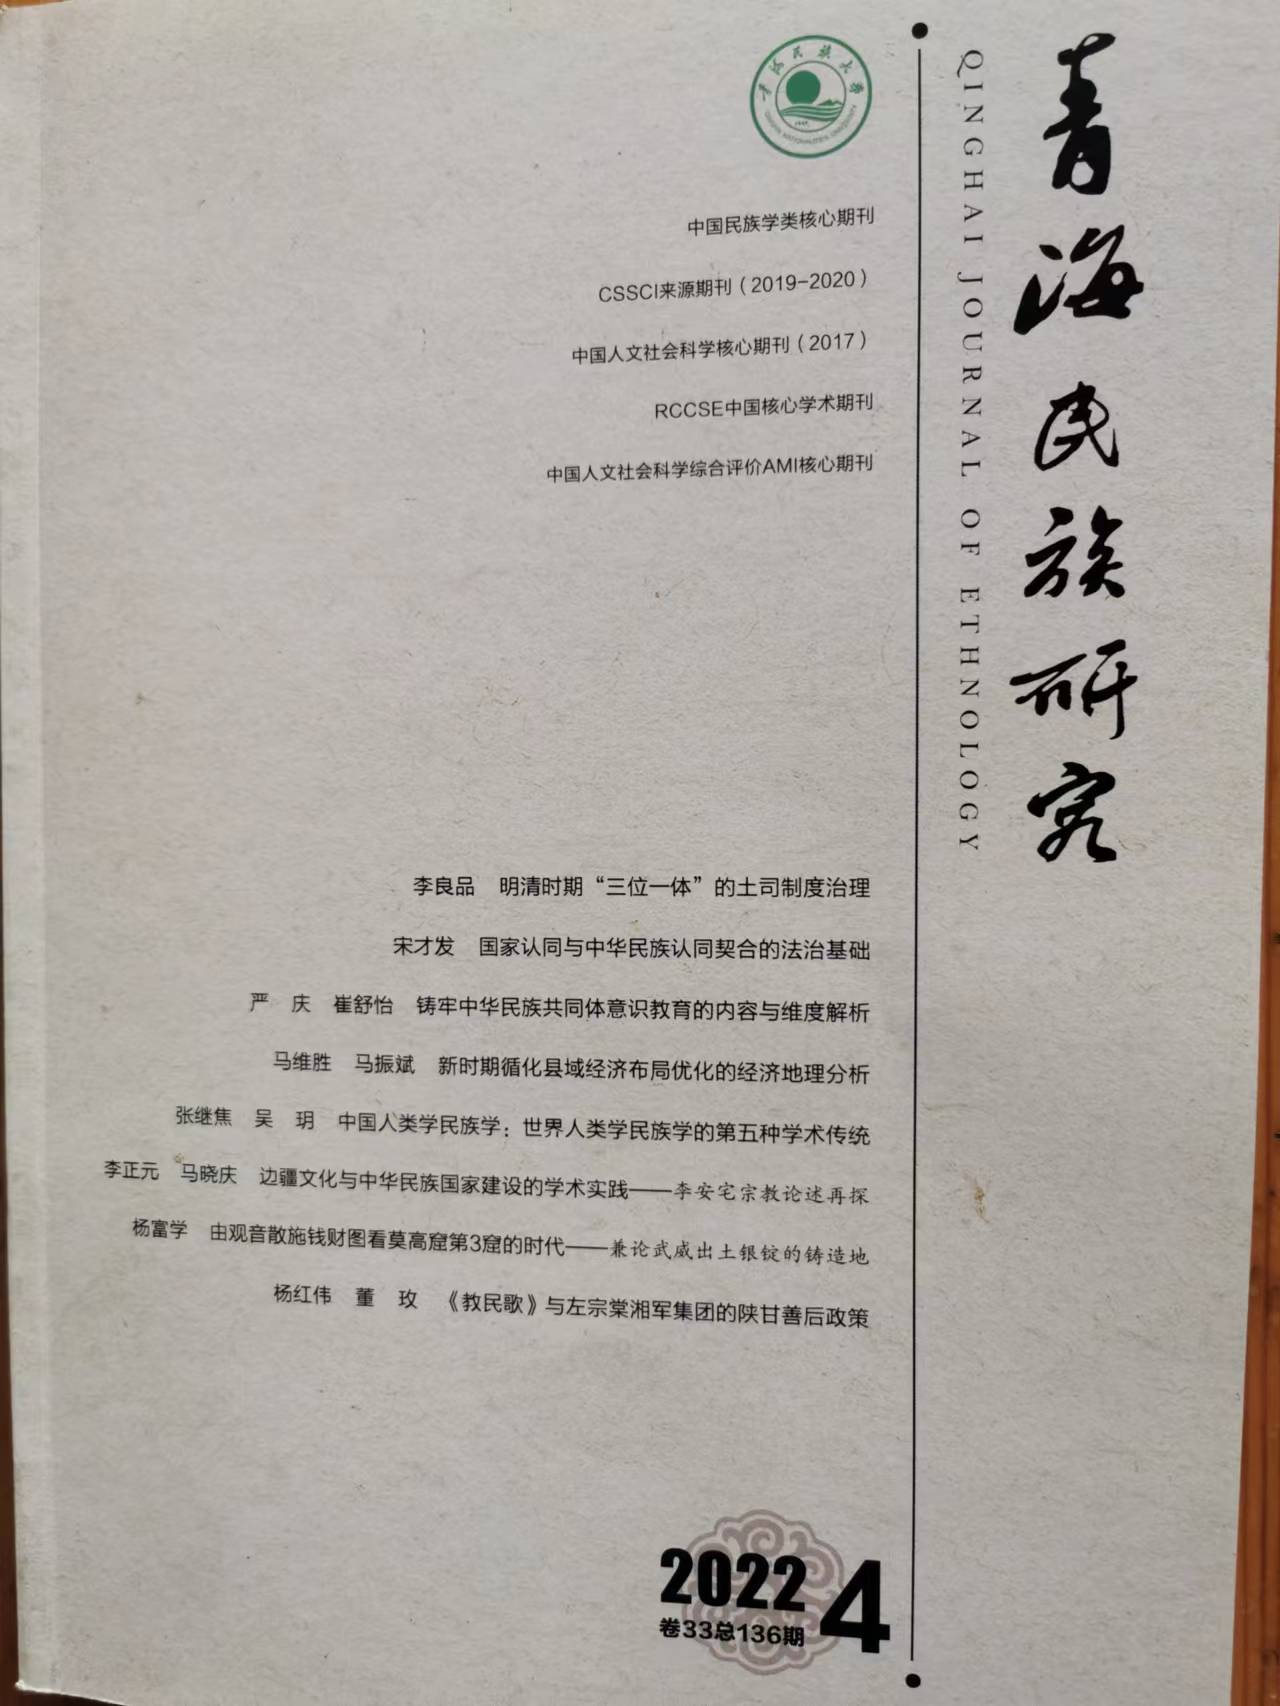 青海民族研究
QINGHAI JOURNAL OF ETHNOLOGY
青海民族大学
QINGHAI NATIONALITIES UNIVERSITY
中国民族学类核心期刊
CSSCI来源期刊（2019-2020）
中国人文社会科学核心期刊（2017）
RCCSE中国核心学术期刊
中国人文社会科学综合评价AMI核心期刊
李良品 明清时期“三位一体”的土司制度治理
宋才发 国家认同与中华民族认同契合的法治基础
严 庆 崔舒怡 铸牢中华民族共同体意识教育的内容与维度解析
马维胜 马振斌 新时期循化县域经济布局优化的经济地理分析
张继焦 吴 玥 中国人类学民族学：世界人类学民族学的第五种学术传统
李正元 马晓庆 边疆文化与中华民族国家建设的学术实践——李安宅宗教论述再探
杨富学 由观音散施钱财图看莫高窟第3窟的时代——兼论武威出土银锭的铸造地
杨红伟 董 玫 《教民歌》与左宗棠湘军集团的陕甘善后政策
2022 4
卷33总136期